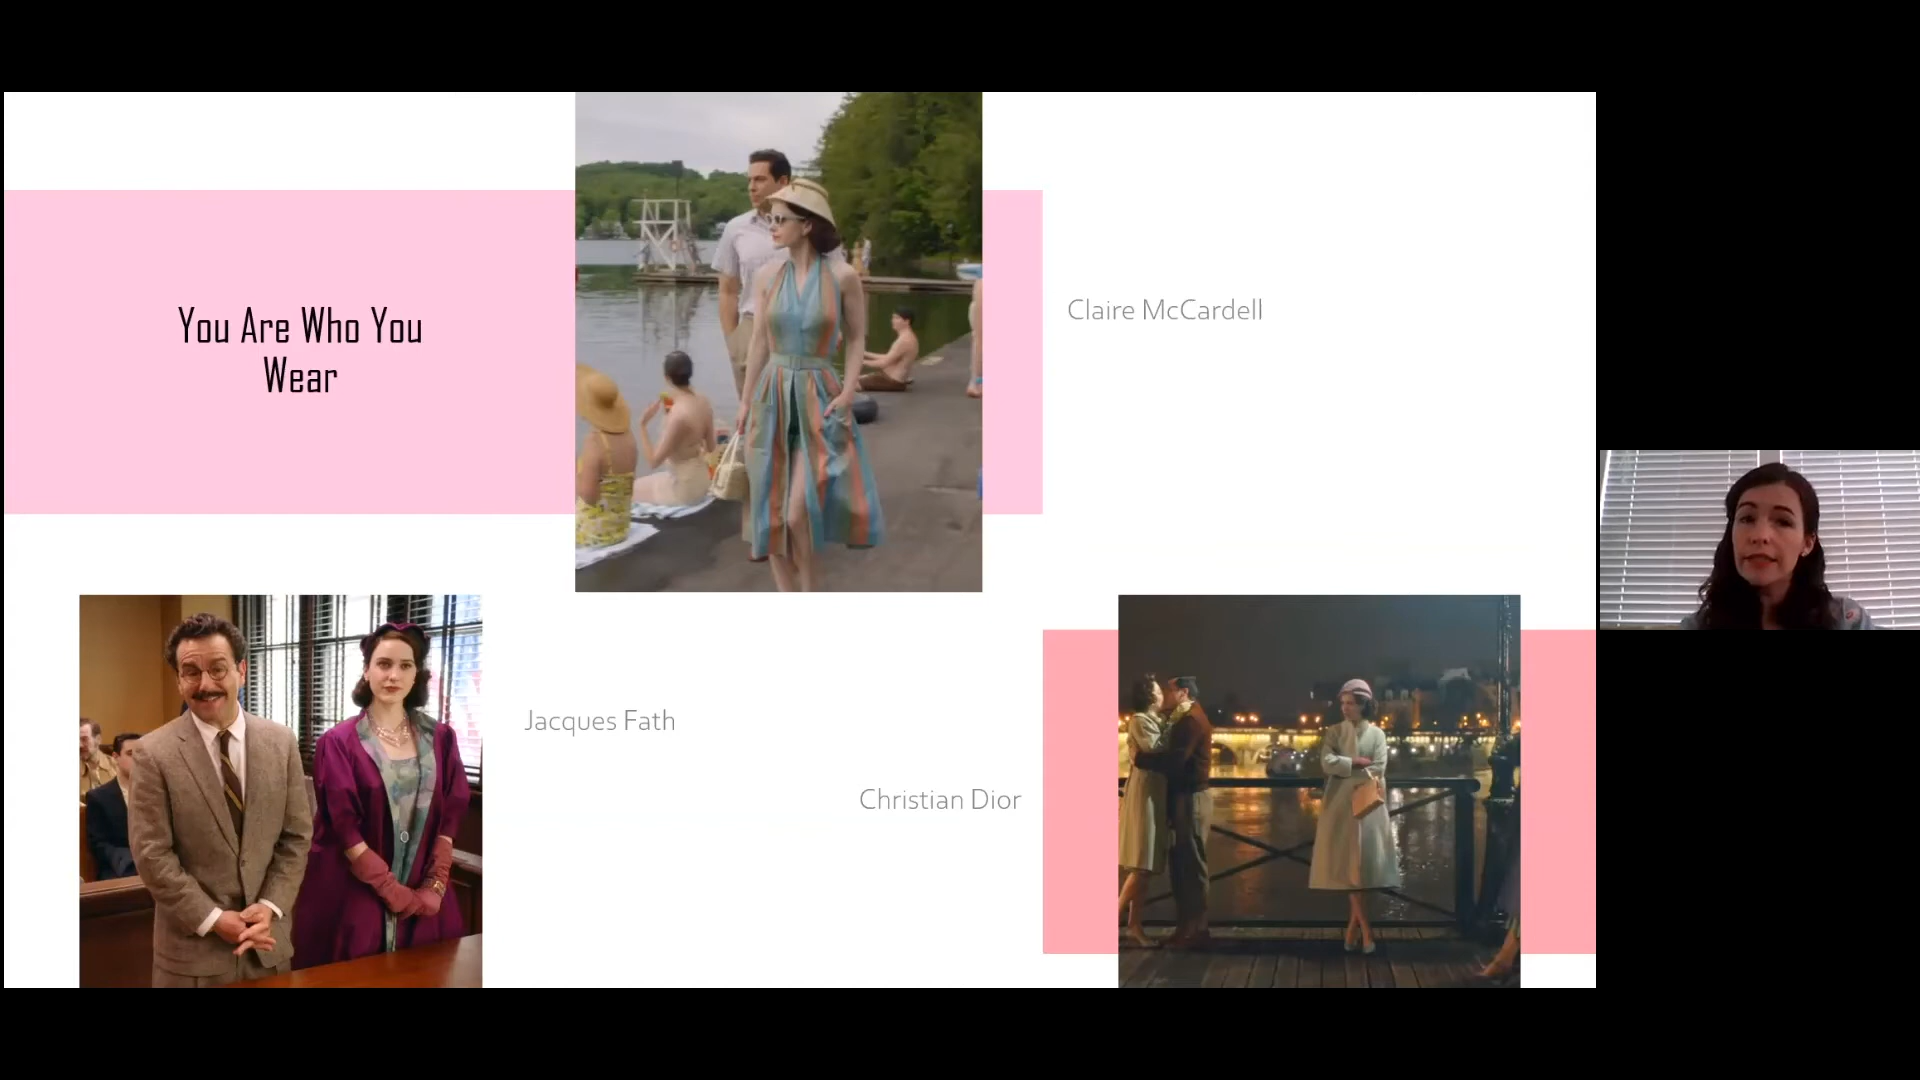 You Are Who You
Wear
Claire McCardell
Jacques Fath
Christian Dior